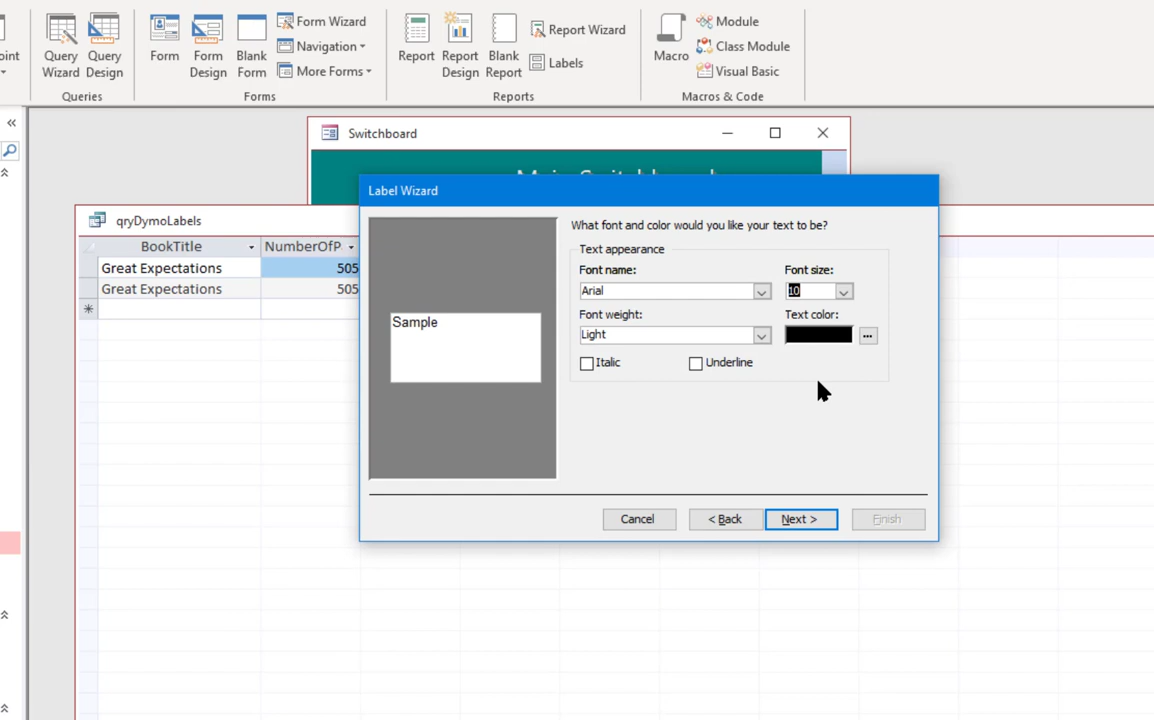 Query Wizard
Query Design
Queries
Form
Form Design
Blank Form
Form Wizard
Navigation
More Forms
Forms
Report
Report Design
Blank Report
Report Wizard
Labels
Reports
Macro
Module
Class Module
Visual Basic
Macros & Code
Switchboard
qryDymoLabels
BookTitle
NumberOfP
Great Expectations 505
Great Expectations 505
Label Wizard
What font and color would you like your text to be?
Text appearance
Font name:
Font size:
Arial
10
Font weight:
Text color:
Light
...
Italic
Underline
Sample
Cancel
< Back
Next >
Finish